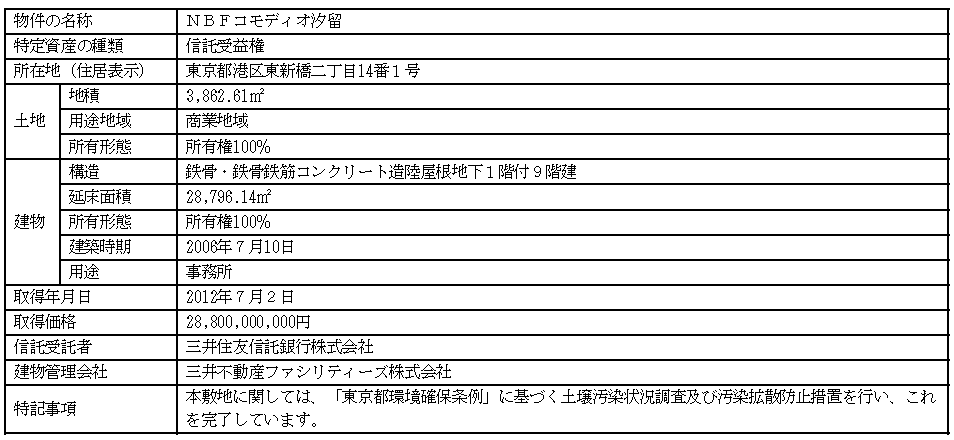 物件の名称 ＮＢＦコモディオ汐留
特定資産の種類 信託受益権
所在地（住居表示） 東京都港区東新橋二丁目14番１号
土地 地積 3,862.61㎡
用途地域 商業地域
所有形態 所有権100％
建物 構造 鉄骨・鉄骨鉄筋コンクリート造陸屋根地下１階付９階建
延床面積 28,796.14㎡
所有形態 所有権100％
建築時期 2006年７月10日
用途 事務所
取得年月日 2012年７月２日
取得価格 28,800,000,000円
信託受託者 三井住友信託銀行株式会社
建物管理会社 三井不動産ファシリティーズ株式会社
特記事項 本敷地に関しては、「東京都環境確保条例」に基づく土壌汚染状況調査及び汚染拡散防止措置を行い、これ
を完了しています。